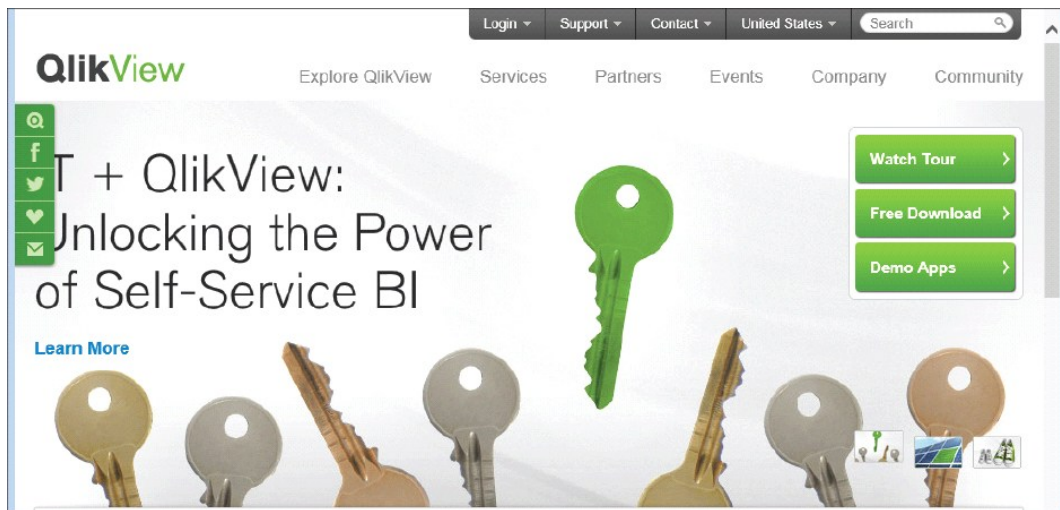 Login
Support
Contact
United States
Search
QlikView
Explore QlikView
Services
Partners
Events
Company
Community
T + QlikView:
Unlocking the Power
of Self-Service BI
Learn More
Watch Tour
Free Download
Demo Apps